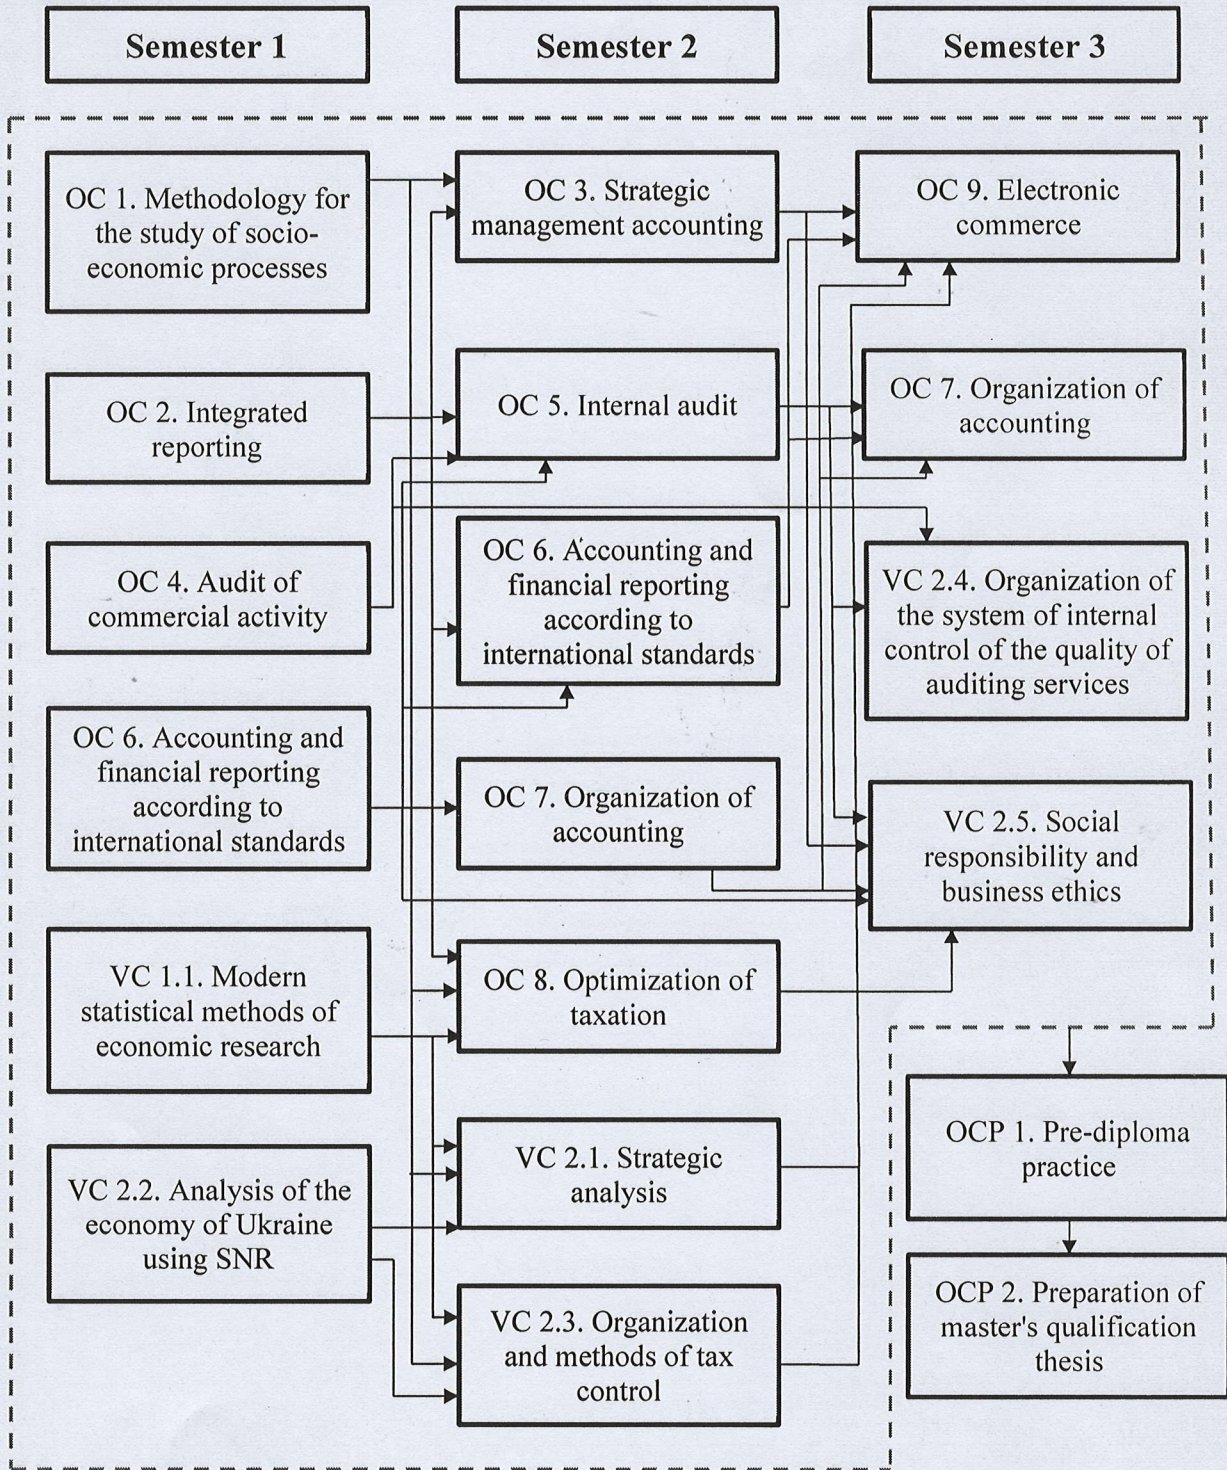 Semester 1
Semester 2
Semester 3
OC 1. Methodology for
the study of socio-
economic processes
OC 2. Integrated
reporting
OC 4. Audit of
commercial activity
OC 6. Accounting and
financial reporting
according to
international standards
VC 1.1. Modern
statistical methods of
economic research
VC 2.2. Analysis of the
economy of Ukraine
using SNR
OC 3. Strategic
management accounting
OC 5. Internal audit
OC 6. Accounting and
financial reporting
according to
international standards
OC 7. Organization of
accounting
OC 8. Optimization of
taxation
VC 2.1. Strategic
analysis
VC 2.3. Organization
and methods of tax
control
OC 9. Electronic
commerce
OC 7. Organization of
accounting
VC 2.4. Organization of
the system of internal
control of the quality of
auditing services
VC 2.5. Social
responsibility and
business ethics
OCP 1. Pre-diploma
practice
OCP 2. Preparation of
master's qualification
thesis